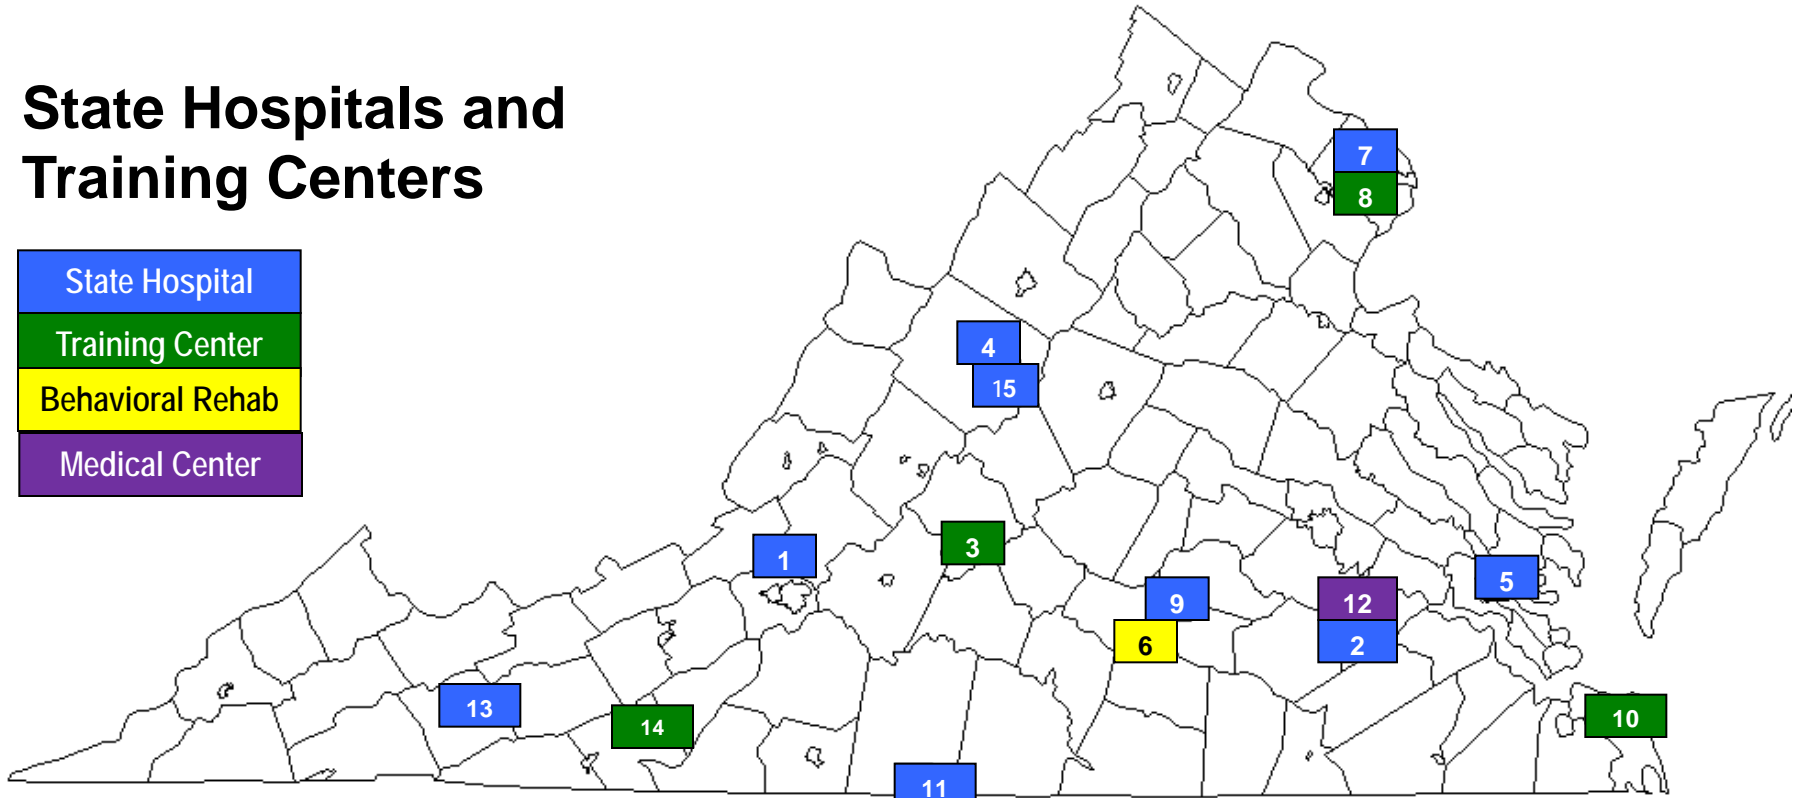 State Hospitals and
Training Centers
State Hospital
Training Center
Behavioral Rehab
Medical Center
7
8
4
15
3
1
5
9
12
6
2
13
14
10
11